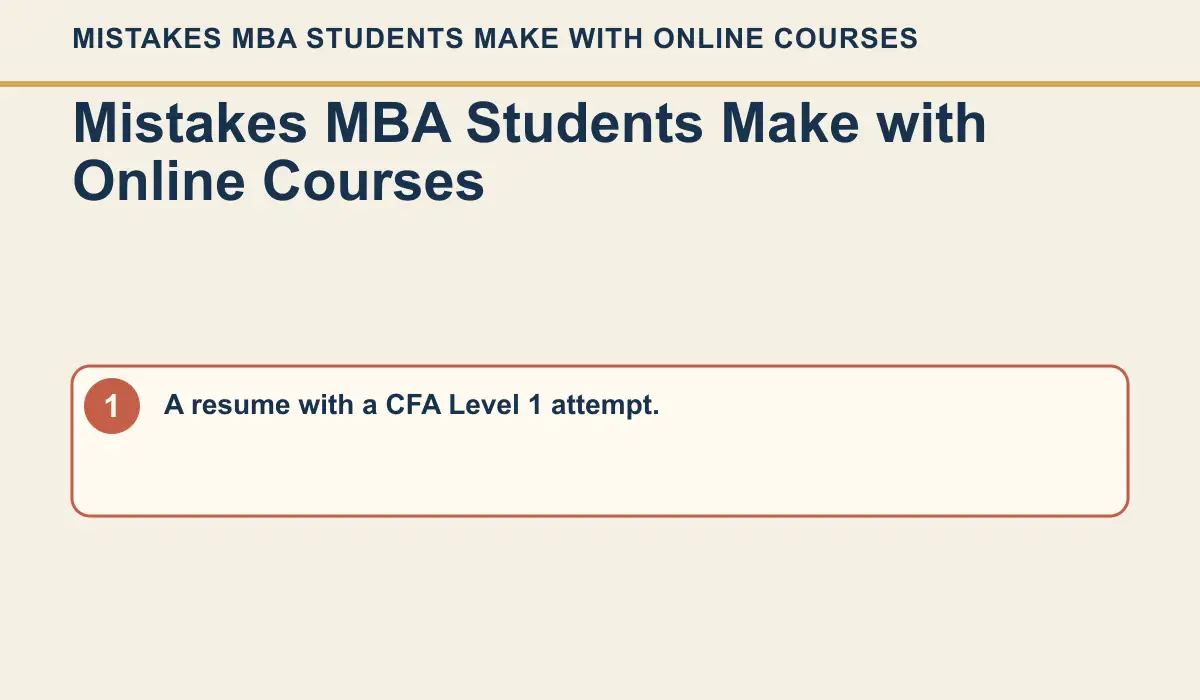 MISTAKES MBA STUDENTS MAKE WITH ONLINE COURSES
Mistakes MBA Students Make with
Online Courses
1 A resume with a CFA Level 1 attempt.